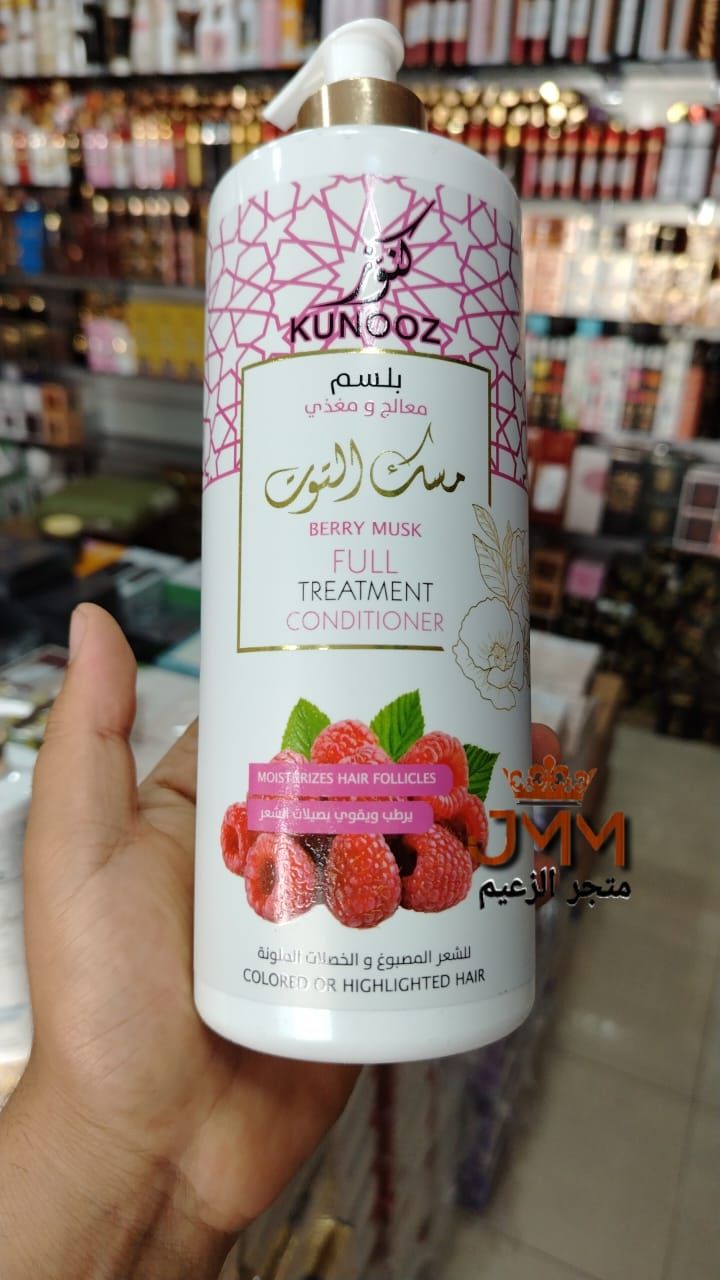 كنوز
KUNOOZ
بلسم
معالج و مغذي
مسك التوت
BERRY MUSK
FULL
TREATMENT
CONDITIONER
MOISTERIZES HAIR FOLLICLES
يرطب ويقوي بصيلات الشعر
JMM
متجر الزعيم
للشعر المصبوغ و الخصلات الملونة
COLORED OR HIGHLIGHTED HAIR